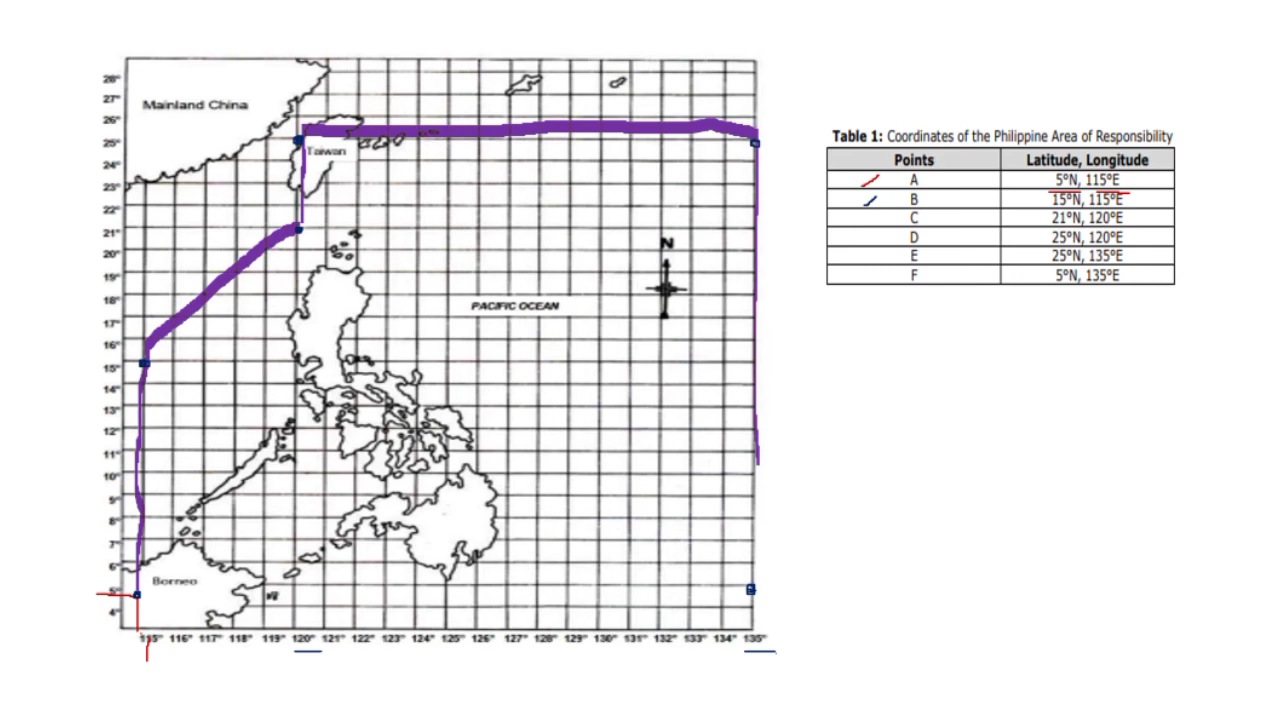 28°
27°
26°
25°
24°
23°
22°
21°
20°
19°
18°
17°
16°
15°
14°
13°
12°
11°
10°
9°
8°
7°
6°
5°
4°
Mainland China
Taiwan
N
PACIFIC OCEAN
Borneo
115° 116° 117° 118° 119° 120° 121° 122° 123° 124° 125° 126° 127° 128° 129° 130° 131° 132° 133° 134° 135°
Table 1: Coordinates of the Philippine Area of Responsibility
Points Latitude, Longitude
A 5°N, 115°E
B 15°N, 115°E
C 21°N, 120°E
D 25°N, 120°E
E 25°N, 135°E
F 5°N, 135°E